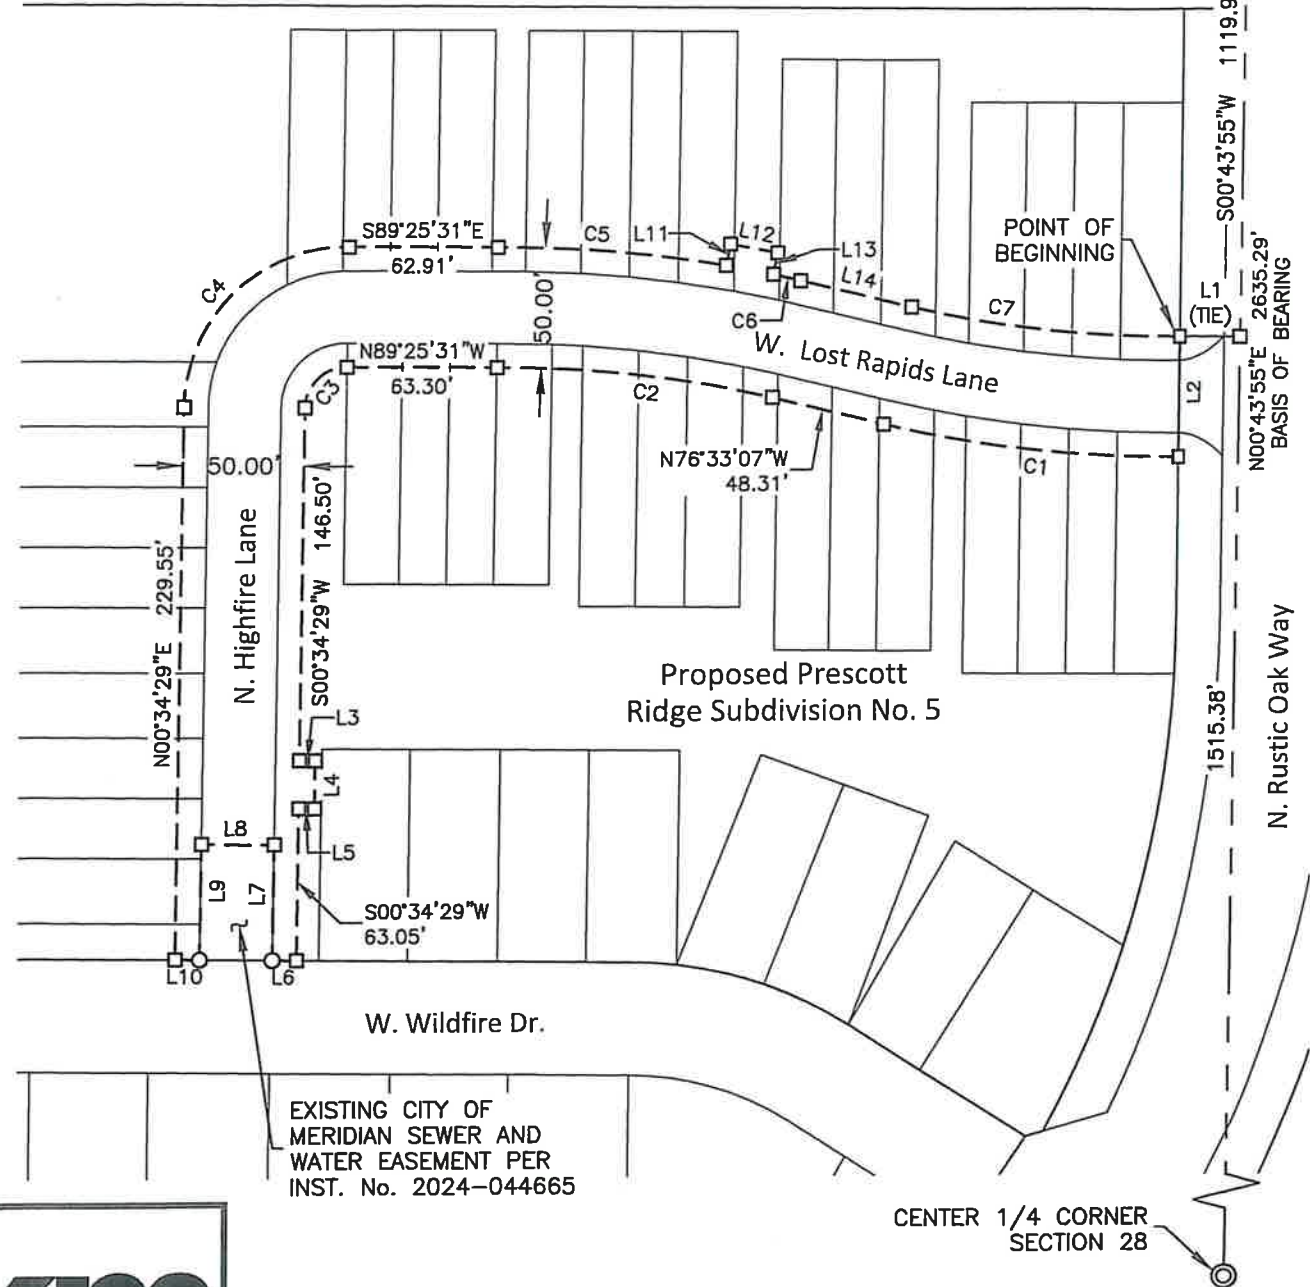 1119.9
S00°43'55"W
S89°25'31"E
62.91'
C5
L11
L12
L13
L14
POINT OF
BEGINNING
L1
(TIE)
2635.29'
N00°43'55"E
BASIS OF BEARING
C4
50.00'
C6
C7
W. Lost Rapids Lane
N89°25'31"W
63.30'
C3
C2
L2
N76°33'07"W
48.31'
C1
50.00'
146.50'
S00°34'29"W
229.55'
N00°34'29"E
N. Highfire Lane
Proposed Prescott
Ridge Subdivision No. 5
N. Rustic Oak Way
1515.38'
L3
L4
L5
L8
L9
L7
S00°34'29"W
63.05'
L10
L6
W. Wildfire Dr.
EXISTING CITY OF
MERIDIAN SEWER AND
WATER EASEMENT PER
INST. No. 2024-044665
CENTER 1/4 CORNER
SECTION 28